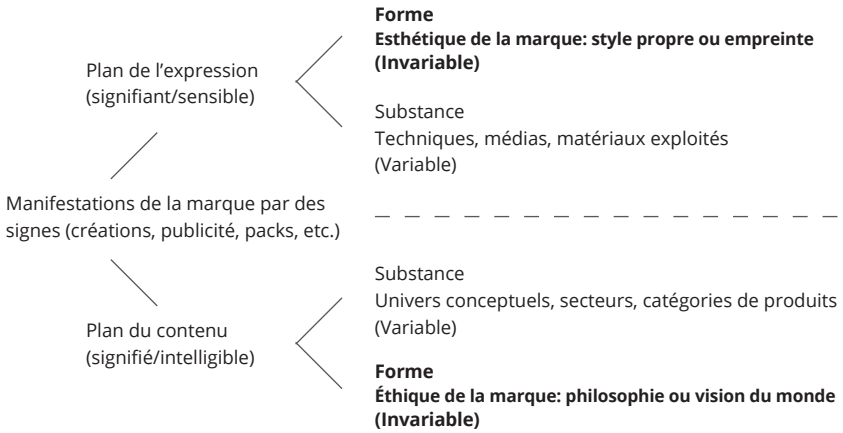 Forme
Esthétique de la marque: style propre ou empreinte
(Invariable)
Plan de l’expression
(signifiant/sensible)
Substance
Techniques, médias, matériaux exploités
(Variable)
Manifestations de la marque par des
signes (créations, publicité, packs, etc.)
Substance
Univers conceptuels, secteurs, catégories de produits
(Variable)
Plan du contenu
(signifié/intelligible)
Forme
Éthique de la marque: philosophie ou vision du monde
(Invariable)